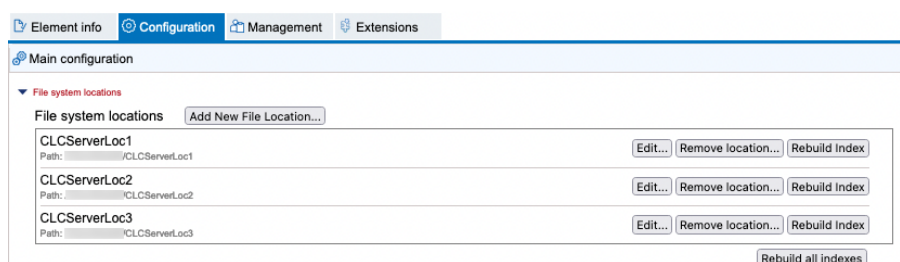 Element info Configuration Management Extensions
Main configuration
File system locations
File system locations Add New File Location...
CLCServerLoc1 Edit... Remove location... Rebuild Index
Path: /CLCServerLoc1
CLCServerLoc2 Edit... Remove location... Rebuild Index
Path: /CLCServerLoc2
CLCServerLoc3 Edit... Remove location... Rebuild Index
Path: /CLCServerLoc3
Rebuild all indexes